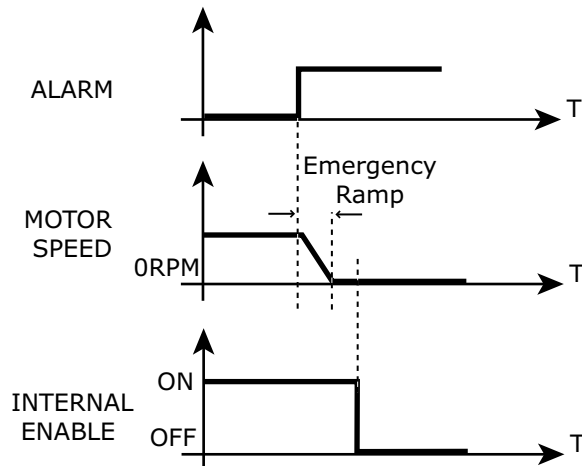 ALARM
T
Emergency
Ramp
MOTOR
SPEED
0RPM
T
ON
INTERNAL
ENABLE
OFF
T